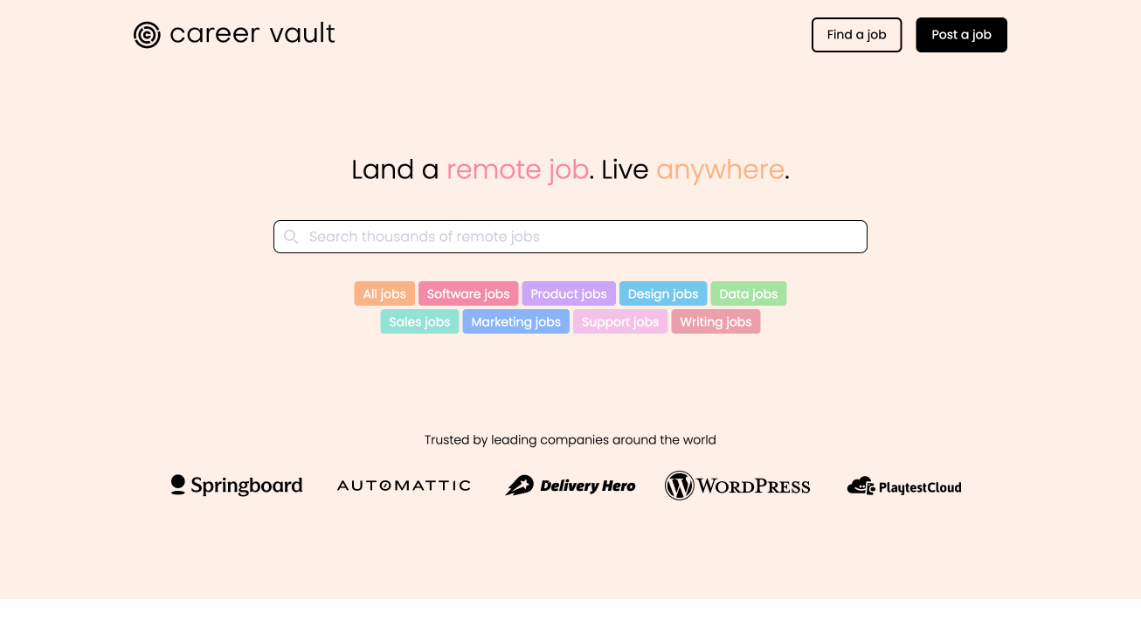 career vault
Find a job
Post a job
Land a remote job. Live anywhere.
Search thousands of remote jobs
All jobs Software jobs Product jobs Design jobs Data jobs
Sales jobs Marketing jobs Support jobs Writing jobs
Trusted by leading companies around the world
Springboard AUTOMATTIC Delivery Hero WORDPRESS PlaytestCloud